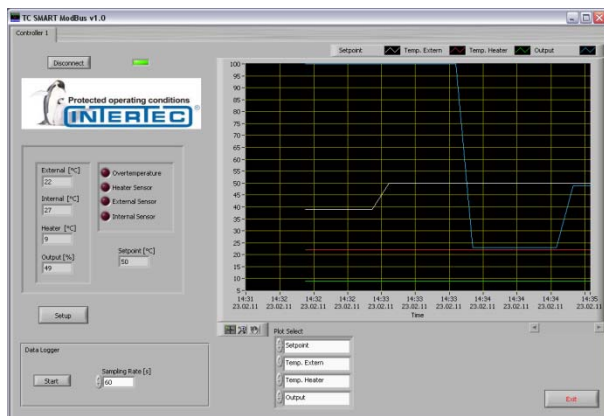 TC SMART ModBus v1.0
Controller 1
Disconnect
Protected operating conditions
INTERTEC®
External [°C]
22
Internal [°C]
27
Heater [°C]
9
Output [%]
49
Overtemperature
Heater Sensor
External Sensor
Internal Sensor
Setpoint [°C]
50
Setup
Data Logger
Start
Sampling Rate [s]
60
Setpoint Temp. Extern Temp. Heater Output
100
95
90
85
80
75
70
65
60
55
50
45
40
35
30
25
20
15
10
5
14:31 14:32 14:32 14:32 14:33 14:33 14:33 14:34 14:34 14:34 14:35
23.02.11 23.02.11 23.02.11 23.02.11 23.02.11 23.02.11 23.02.11 23.02.11 23.02.11 23.02.11 23.02.11
Time
Plot Select
Setpoint
Temp. Extern
Temp. Heater
Output
Exit